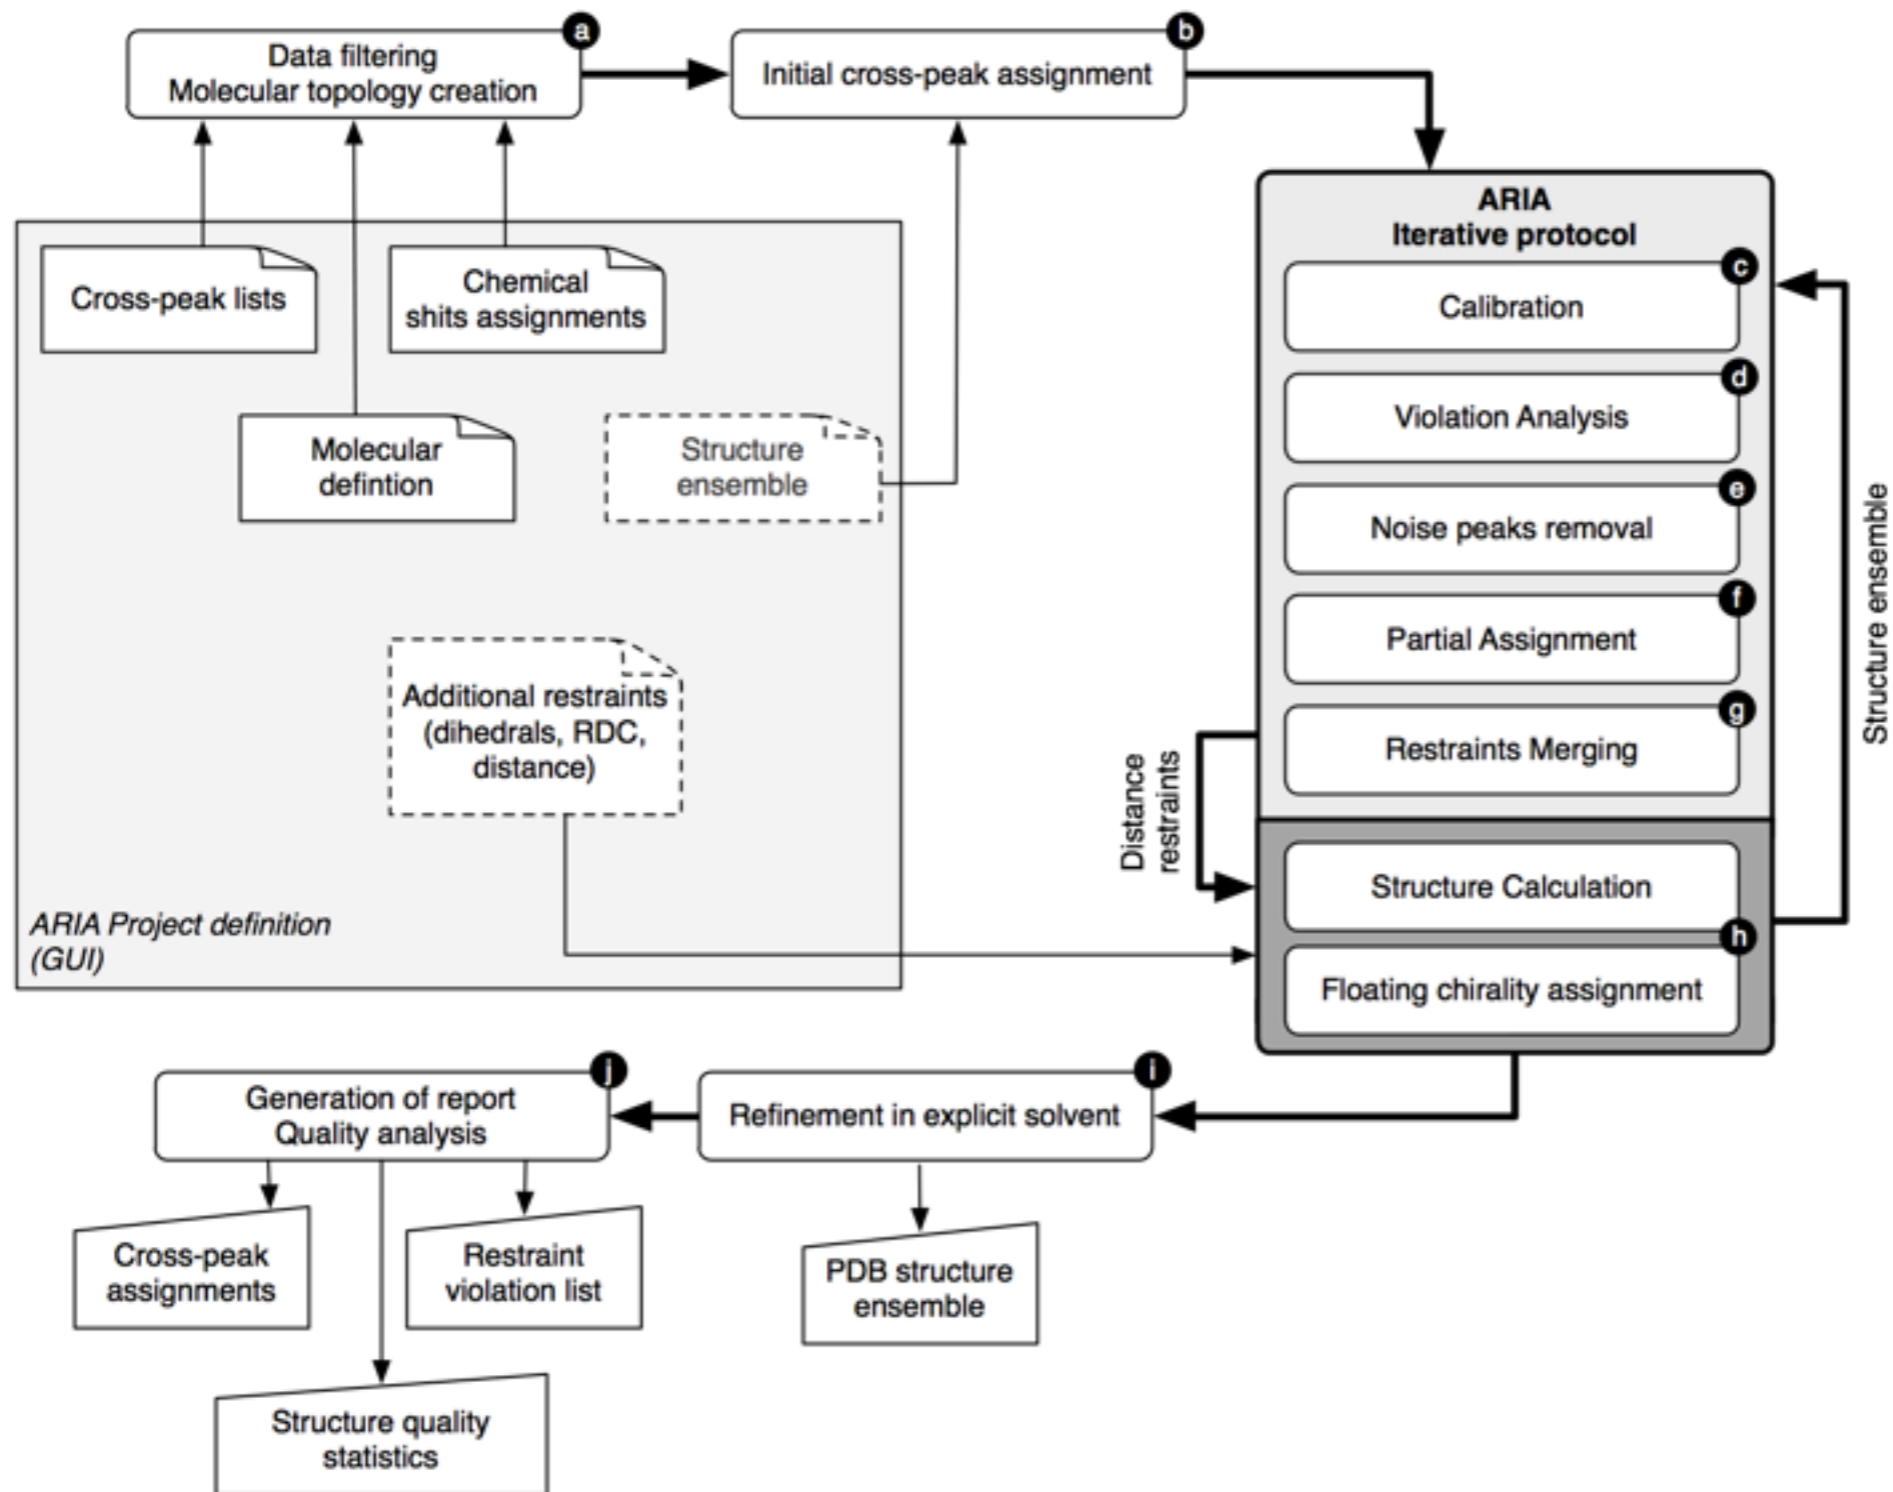 a
Data filtering
Molecular topology creation
b
Initial cross-peak assignment
ARIA
Iterative protocol
c
Calibration
d
Violation Analysis
e
Noise peaks removal
f
Partial Assignment
g
Restraints Merging
Structure Calculation
h
Floating chirality assignment
Structure ensemble
Distance
restraints
Cross-peak lists
Chemical
shits assignments
Molecular
defintion
Structure
ensemble
Additional restraints
(dihedrals, RDC,
distance)
ARIA Project definition
(GUI)
j
Generation of report
Quality analysis
i
Refinement in explicit solvent
Cross-peak
assignments
Restraint
violation list
PDB structure
ensemble
Structure quality
statistics